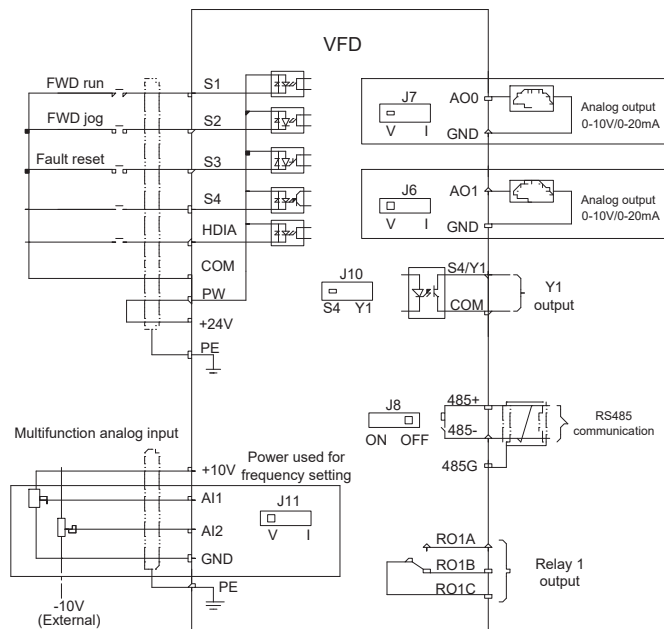 VFD
FWD run
S1
FWD jog
S2
Fault reset
S3
S4
HDIA
COM
PW
+24V
PE
J7
V I
AO0
GND
Analog output
0-10V/0-20mA
J6
V I
AO1
GND
Analog output
0-10V/0-20mA
J10
S4 Y1
S4/Y1
COM
Y1
output
J8
ON OFF
485+
485-
485G
RS485
communication
Multifunction analog input
+10V
Power used for
frequency setting
AI1
AI2
GND
J11
V I
PE
-10V
(External)
RO1A
RO1B
RO1C
Relay 1
output